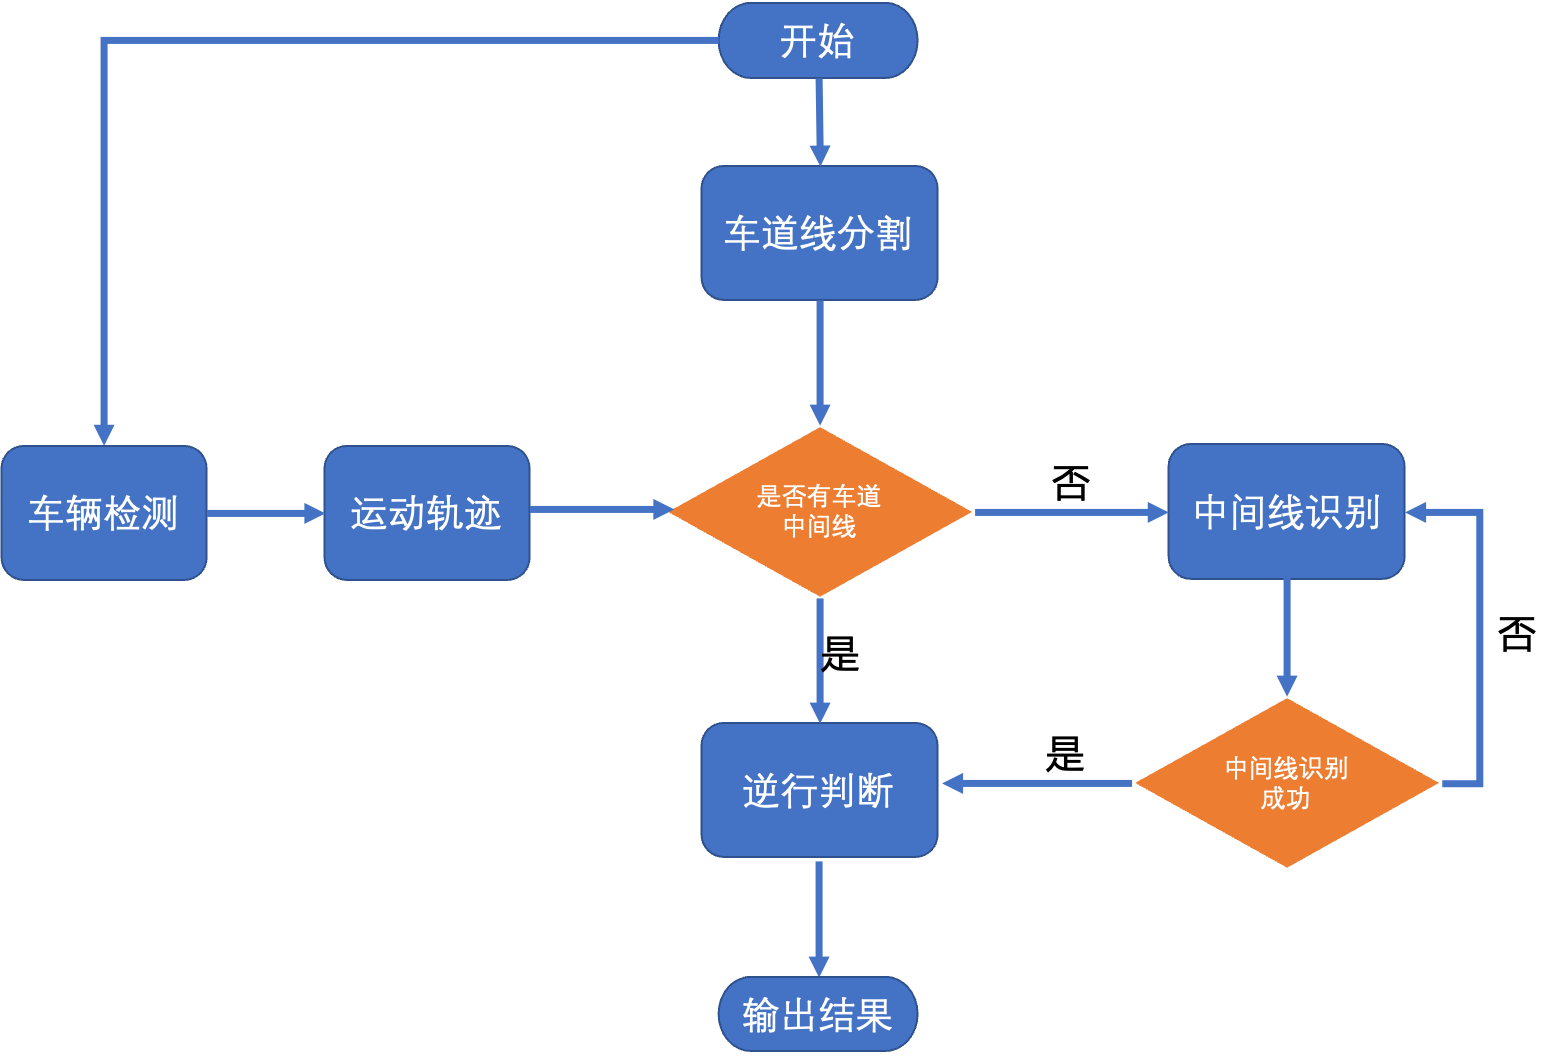 开始
车道线分割
车辆检测
运动轨迹
是否有车道
中间线
否
中间线识别
否
是
逆行判断
是
中间线识别
成功
输出结果